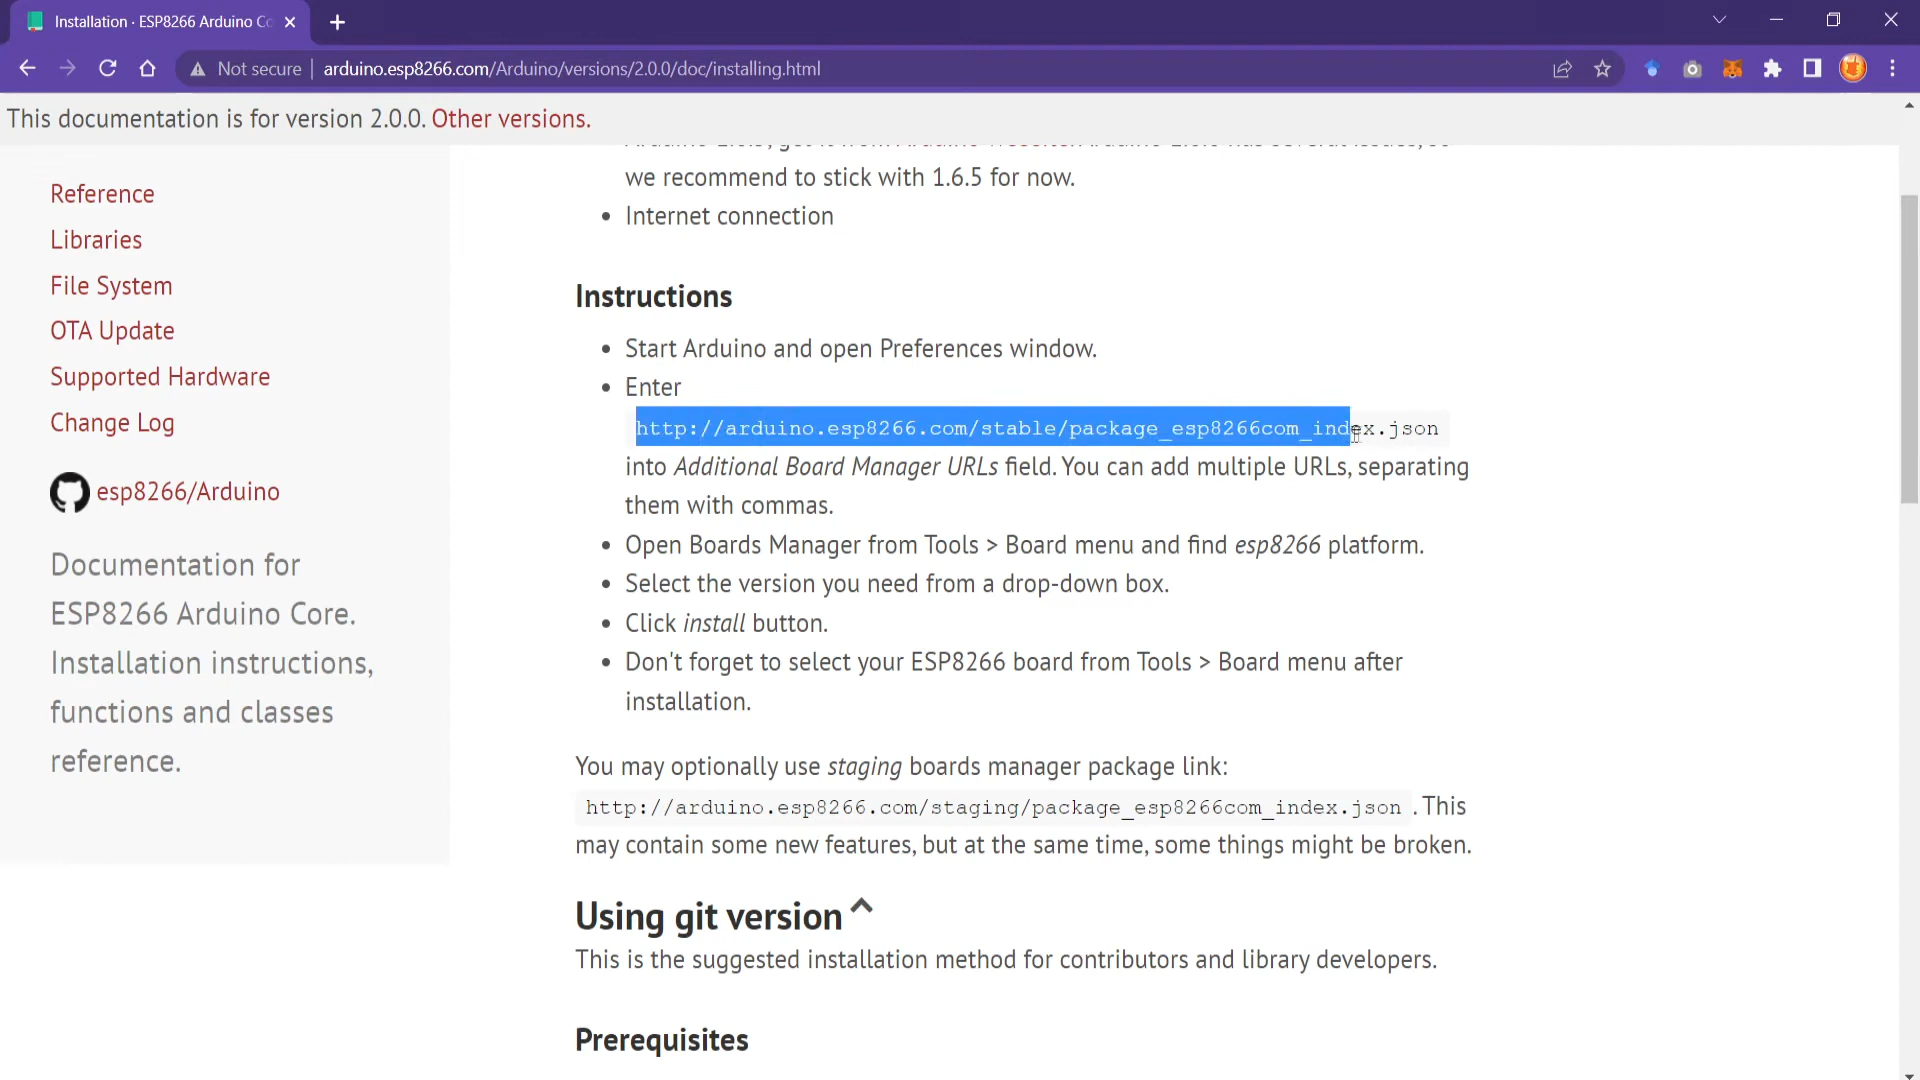 Installation · ESP8266 Arduino Co
Not secure | arduino.esp8266.com/Arduino/versions/2.0.0/doc/installing.html
This documentation is for version 2.0.0. Other versions.
Reference
Libraries
File System
OTA Update
Supported Hardware
Change Log
esp8266/Arduino
Documentation for
ESP8266 Arduino Core.
Installation instructions,
functions and classes
reference.
we recommend to stick with 1.6.5 for now.
• Internet connection
Instructions
• Start Arduino and open Preferences window.
• Enter
http://arduino.esp8266.com/stable/package_esp8266com_index.json
into Additional Board Manager URLs field. You can add multiple URLs, separating
them with commas.
• Open Boards Manager from Tools > Board menu and find esp8266 platform.
• Select the version you need from a drop-down box.
• Click install button.
• Don't forget to select your ESP8266 board from Tools > Board menu after
installation.
You may optionally use staging boards manager package link:
http://arduino.esp8266.com/staging/package_esp8266com_index.json . This
may contain some new features, but at the same time, some things might be broken.
Using git version
This is the suggested installation method for contributors and library developers.
Prerequisites